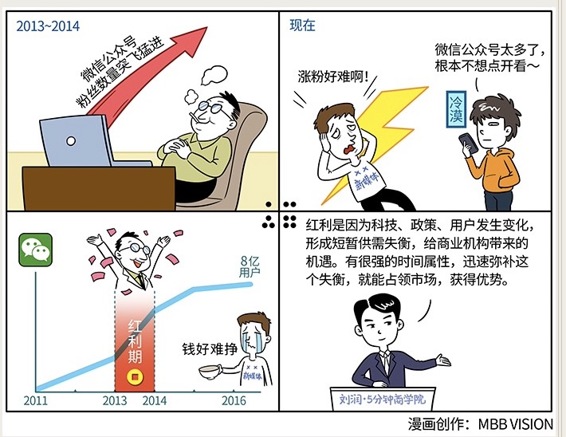 2013~2014
微信公众号
粉丝数量突飞猛进
现在
涨粉好难啊！
微信公众号太多了，
根本不想点开看～
冷漠
新媒体
8亿
用户
红利期
钱好难挣
新媒体
2011
2013
2014
2016
红利是因为科技、政策、用户发生变化，
形成短暂供需失衡，给商业机构带来的
机遇。有很强的时间属性，迅速弥补这
个失衡，就能占领市场，获得优势。
刘润·5分钟商学院
漫画创作：MBB VISION